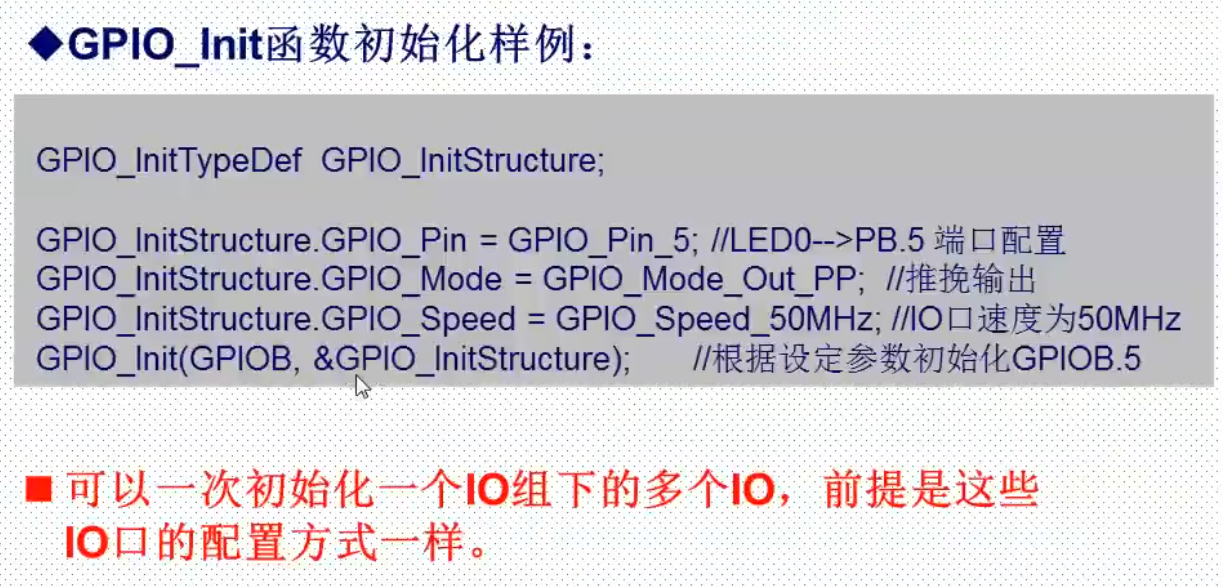 ◆GPIO_Init函数初始化样例：
GPIO_InitTypeDef GPIO_InitStructure;
GPIO_InitStructure.GPIO_Pin = GPIO_Pin_5; //LED0-->PB.5 端口配置
GPIO_InitStructure.GPIO_Mode = GPIO_Mode_Out_PP; //推挽输出
GPIO_InitStructure.GPIO_Speed = GPIO_Speed_50MHz; //IO口速度为50MHz
GPIO_Init(GPIOB, &GPIO_InitStructure); //根据设定参数初始化GPIOB.5
■ 可以一次初始化一个IO组下的多个IO，前提是这些
IO口的配置方式一样。